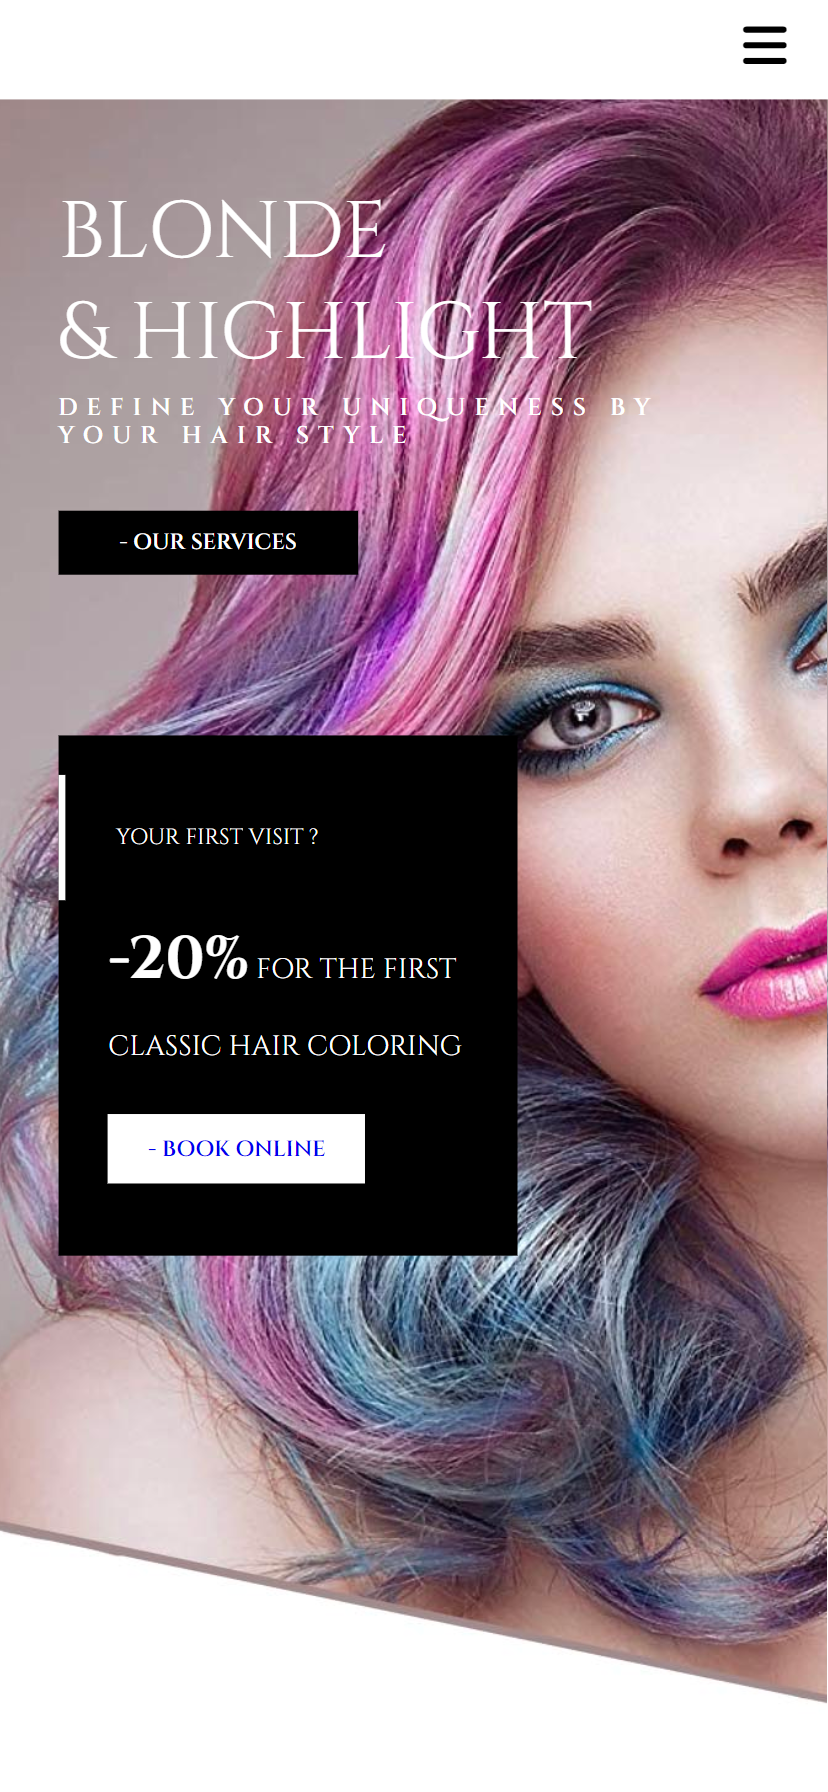 BLONDE
& HIGHLIGHT
DEFINE YOUR UNIQUENESS BY
YOUR HAIR STYLE
- OUR SERVICES
YOUR FIRST VISIT ?
-20% FOR THE FIRST
CLASSIC HAIR COLORING
- BOOK ONLINE